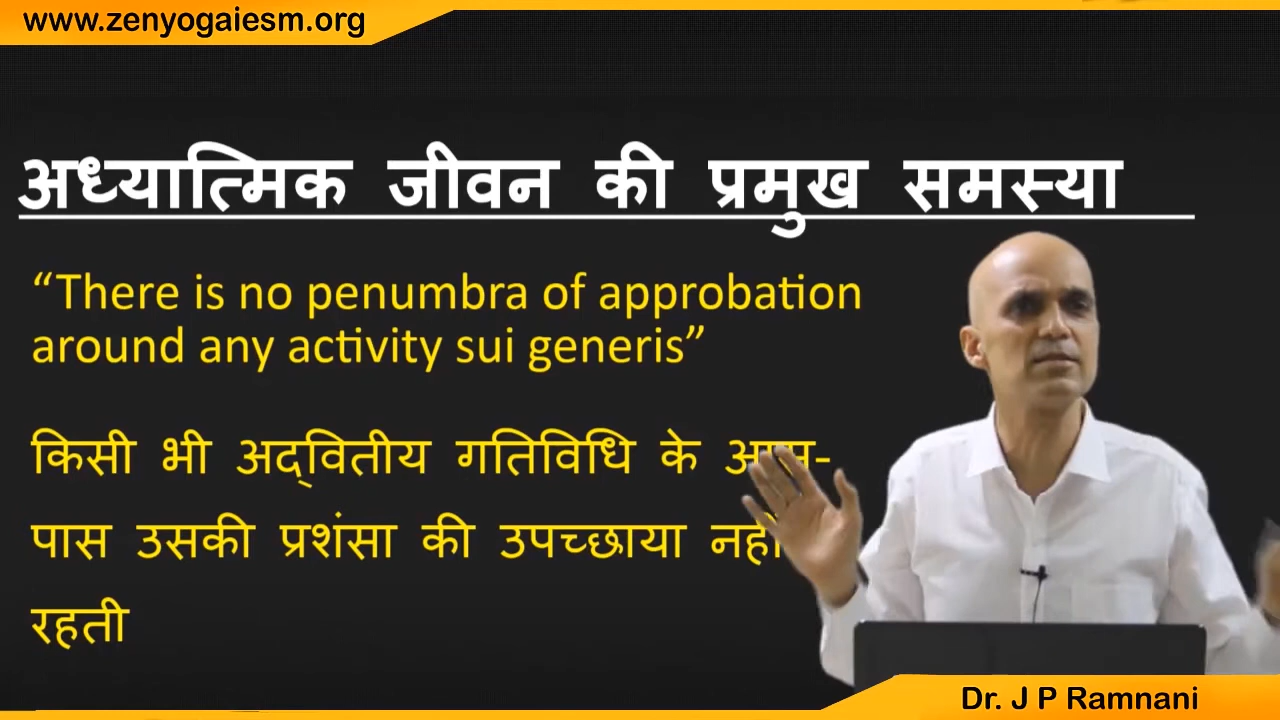 www.zenyogaiesm.org
अध्यात्मिक जीवन की प्रमुख समस्या
“There is no penumbra of approbation
around any activity sui generis”
किसी भी अद्वितीय गतिविधि के
पास उसकी प्रशंसा की उपच्छाया नहीं
रहती
Dr. J P Ramnani